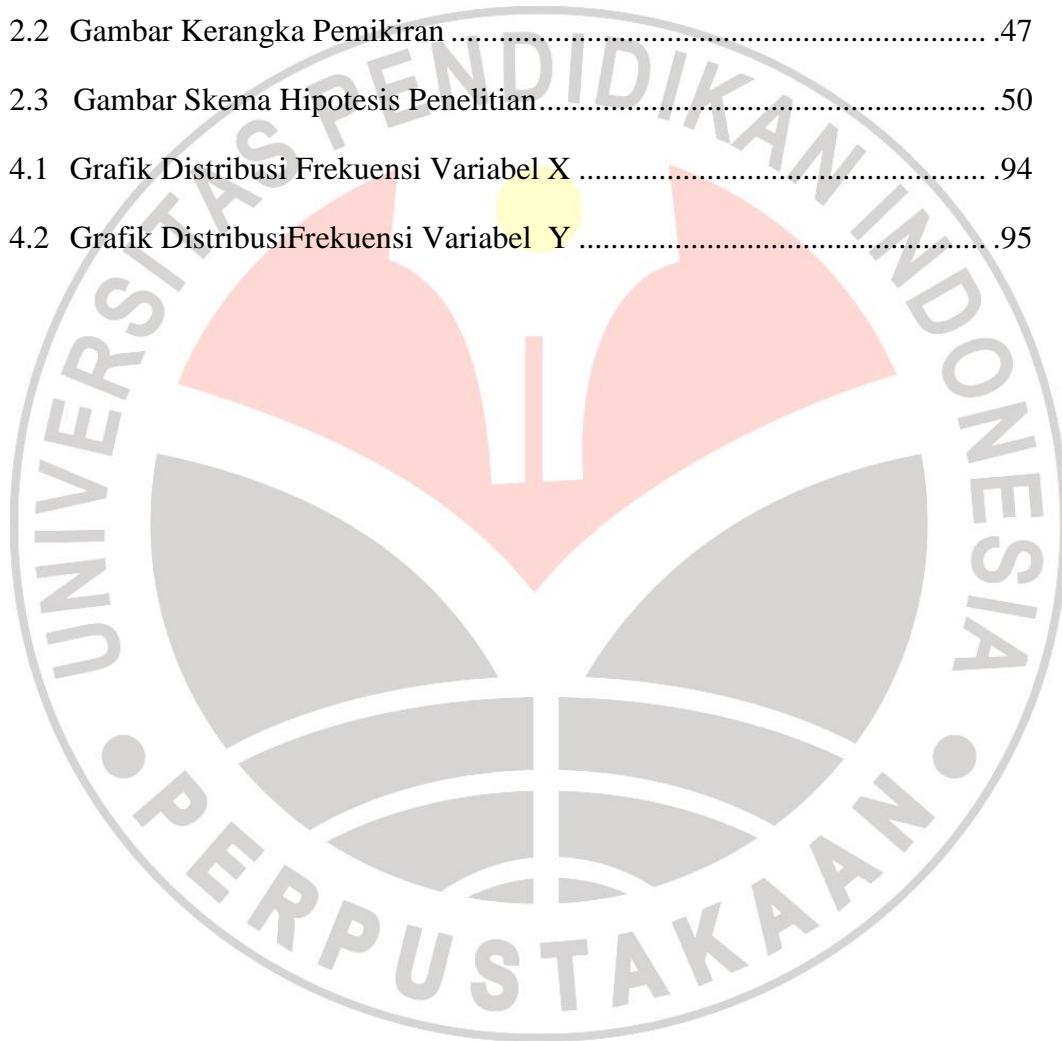 2.2 Gambar Kerangka Pemikiran .................................................................... .47
2.3 Gambar Skema Hipotesis Penelitian......................................................... .50
4.1 Grafik Distribusi Frekuensi Variabel X .................................................... .94
4.2 Grafik DistribusiFrekuensi Variabel Y .................................................... .95
UNIVERSITAS PENDIDIKAN INDONESIA
PERPUSTAKAAN